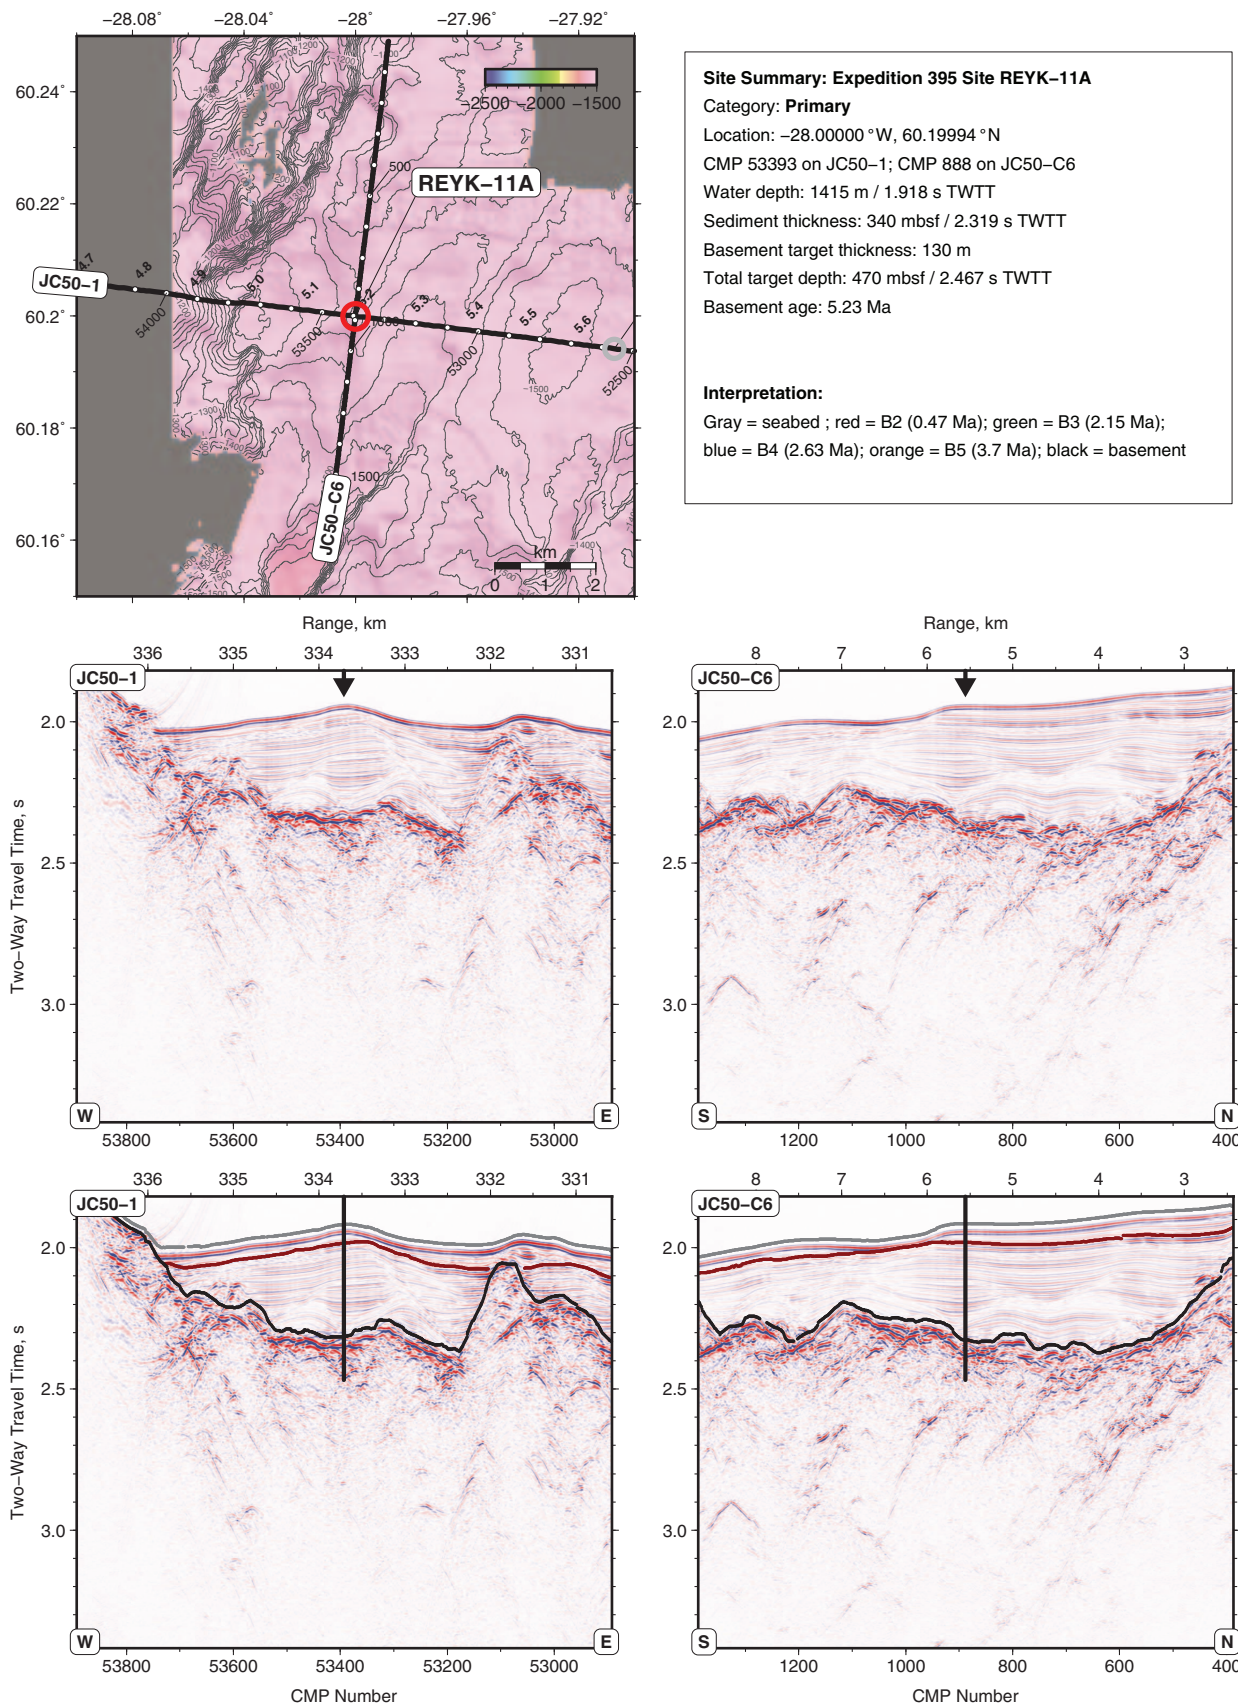 −28.08° −28.04° −28° −27.96° −27.92°
60.24°
60.22°
60.2°
60.18°
60.16°
−2500 −2000 −1500
500
REYK−11A
JC50−1
4.7 4.8 4.9 5.0 5.1 5.2 5.3 5.4 5.5 5.6
54000 53500 1000 53000 52500
−1500
1500
JC50−C6
km
0 1 2
Site Summary: Expedition 395 Site REYK−11A
Category: Primary
Location: −28.00000 °W, 60.19994 °N
CMP 53393 on JC50−1; CMP 888 on JC50−C6
Water depth: 1415 m / 1.918 s TWTT
Sediment thickness: 340 mbsf / 2.319 s TWTT
Basement target thickness: 130 m
Total target depth: 470 mbsf / 2.467 s TWTT
Basement age: 5.23 Ma
Interpretation:
Gray = seabed ; red = B2 (0.47 Ma); green = B3 (2.15 Ma);
blue = B4 (2.63 Ma); orange = B5 (3.7 Ma); black = basement
Range, km
336 335 334 333 332 331
JC50−1
2.0
2.5
3.0
Two−Way Travel Time, s
W E
53800 53600 53400 53200 53000
Range, km
8 7 6 5 4 3
JC50−C6
S N
1200 1000 800 600 400
336 335 334 333 332 331
JC50−1
2.0
2.5
3.0
Two−Way Travel Time, s
W E
53800 53600 53400 53200 53000
CMP Number
8 7 6 5 4 3
JC50−C6
S N
1200 1000 800 600 400
CMP Number